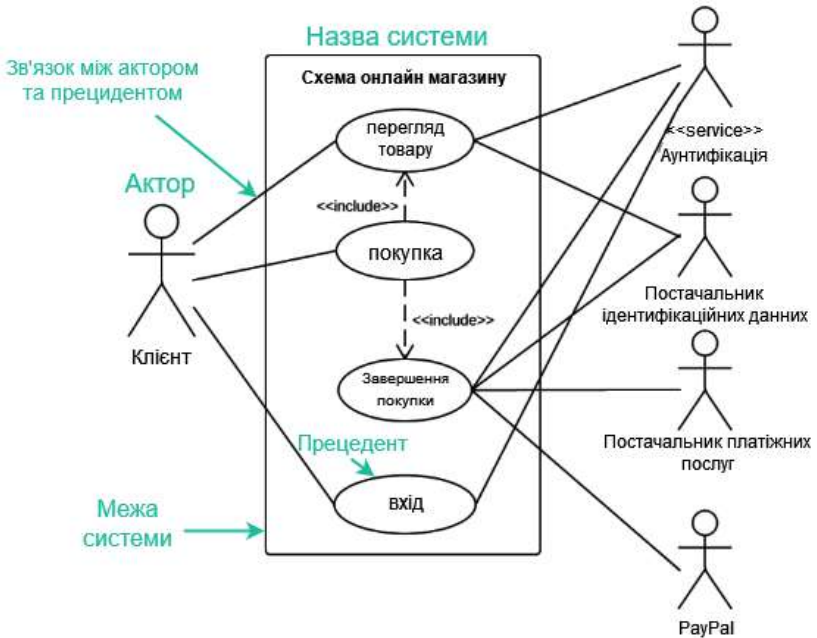 Назва системи
Зв'язок між актором
та прецидентом
Схема онлайн магазину
перегляд
товару
<<service>>
Аунтифікація
Актор
<<include>>
покупка
Постачальник
ідентифікаційних данних
<<include>>
Клієнт
Завершення
покупки
Прецедент
Постачальник платіжних
послуг
вхід
Межа
системи
PayPal